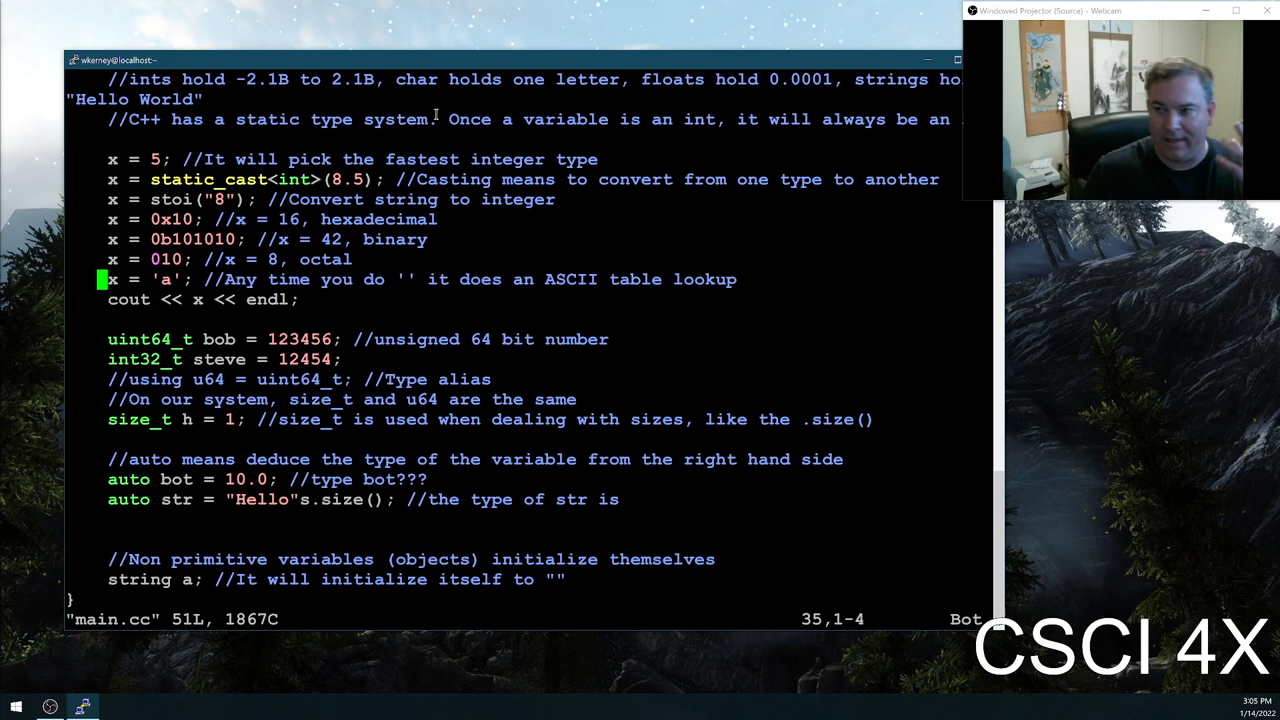 Windowed Projector (Source) - Webcam
wkerney@localhost:~
//ints hold -2.1B to 2.1B, char holds one letter, floats hold 0.0001, strings ho
"Hello World"
//C++ has a static type system. Once a variable is an int, it will always be an
x = 5; //It will pick the fastest integer type
x = static_cast<int>(8.5); //Casting means to convert from one type to another
x = stoi("8"); //Convert string to integer
x = 0x10; //x = 16, hexadecimal
x = 0b101010; //x = 42, binary
x = 010; //x = 8, octal
x = 'a'; //Any time you do '' it does an ASCII table lookup
cout << x << endl;
uint64_t bob = 123456; //unsigned 64 bit number
int32_t steve = 12454;
//using u64 = uint64_t; //Type alias
//On our system, size_t and u64 are the same
size_t h = 1; //size_t is used when dealing with sizes, like the .size()
//auto means deduce the type of the variable from the right hand side
auto bot = 10.0; //type bot???
auto str = "Hello"s.size(); //the type of str is
//Non primitive variables (objects) initialize themselves
string a; //It will initialize itself to ""
}
"main.cc" 51L, 1867C 35,1-4 Bot
CSCI 4X
3:05 PM
1/14/2022